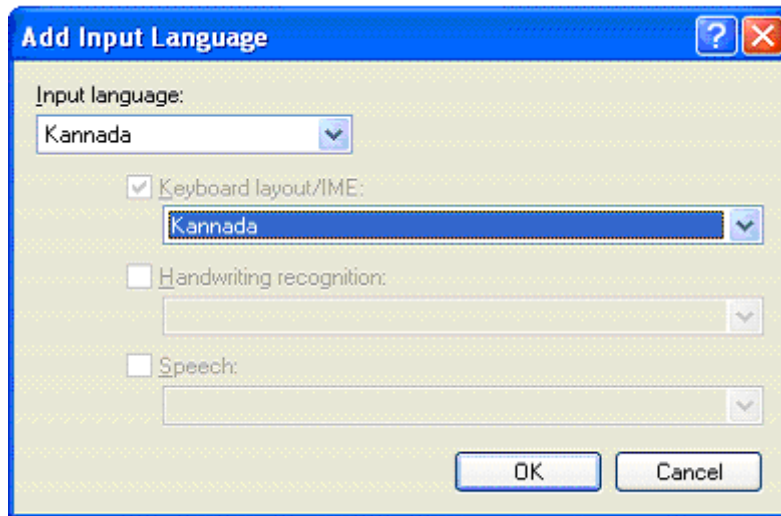 Add Input Language
Input language:
Kannada
Keyboard layout/IME:
Kannada
Handwriting recognition:
Speech:
OK Cancel